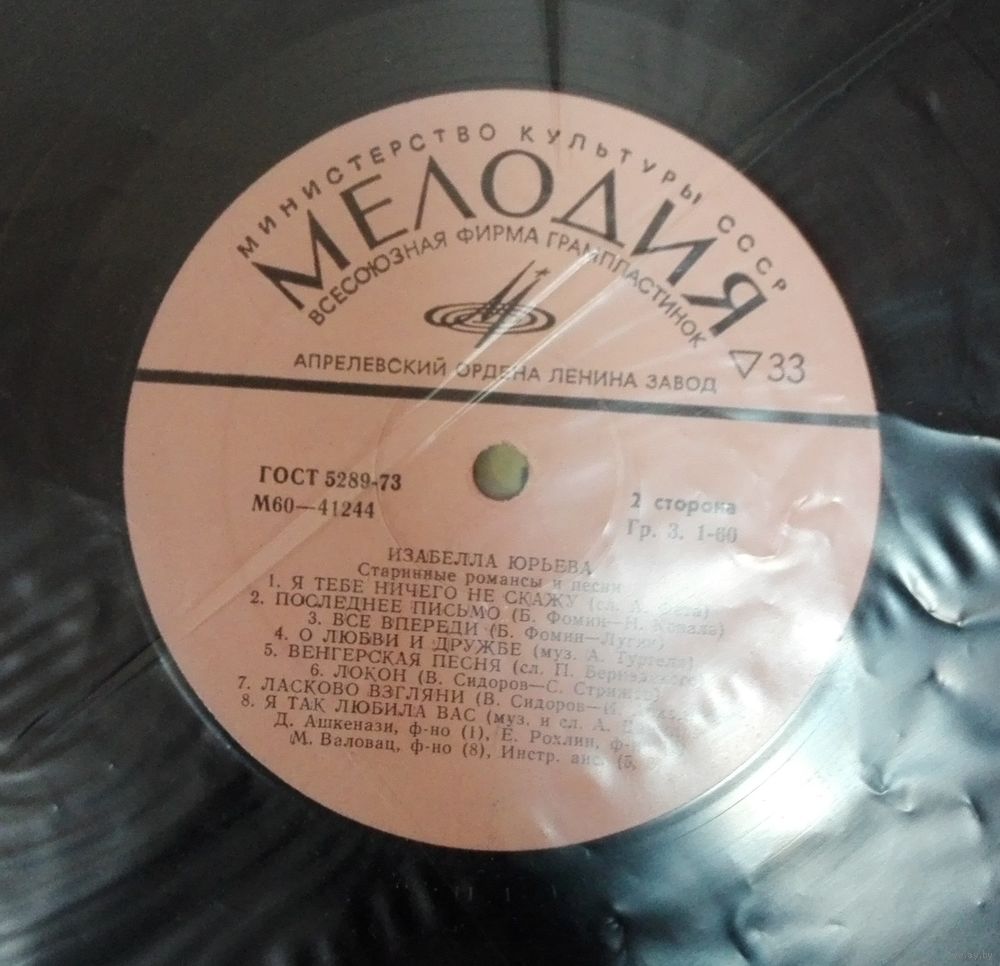 МИНИСТЕРСТВО КУЛЬТУРЫ СССР
МЕЛОДИЯ
ВСЕСОЮЗНАЯ ФИРМА ГРАМПЛАСТИНОК
АПРЕЛЕВСКИЙ ОРДЕНА ЛЕНИНА ЗАВОД
33
ГОСТ 5289-73
М60—41244
2 сторона
Гр. 3. 1-60
ИЗАБЕЛЛА ЮРЬЕВА
Старинные романсы и песни
1. Я ТЕБЕ НИЧЕГО НЕ СКАЖУ (сл. А. Фета)
2. ПОСЛЕДНЕЕ ПИСЬМО (Б. Фомин—Н. Коваль)
3. ВСЕ ВПЕРЕДИ (Б. Фомин—Лугин)
4. О ЛЮБВИ И ДРУЖБЕ (муз. А.
5. ВЕНГЕРСКАЯ ПЕСНЯ (сл. П.
6. ЛОКОН (В. Сидоров—С.
7. ЛАСКОВО ВЗГЛЯНИ (В. Сидоров—
8. Я ТАК ЛЮБИЛА ВАС (муз. и сл. А.
Д. Ашкенази, ф-но (1), Е. Рохлин,
М. Валовац, ф-но (8), Инстр. анс. (5,